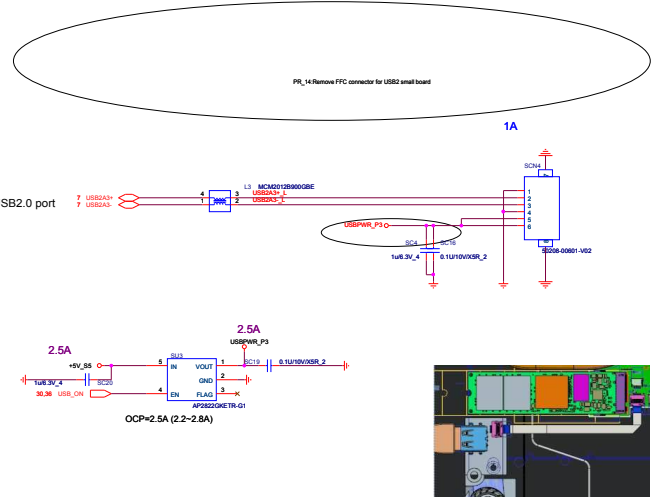 PR_14:Remove FFC connector for USB2 small board
1A
SCN4
L3 MCM2012B900GBE
SB2.0 port
7 USB2A3+
7 USB2A3-
4
1
3
2
USB2A3+_L
USB2A3-_L
1
2
3
4
5
6
USBPWR_P3
SC4
SC16
1u/6.3V_4
0.1U/10V/X5R_2
50208-00601-V02
2.5A
2.5A
USBPWR_P3
+5V_S5
SU3
5 IN
VOUT 1
SC19
0.1U/10V/X5R_2
GND 2
1u/6.3V_4
SC20
30,36 USB_ON
4 EN
FLAG 3
AP2822GKETR-G1
OCP=2.5A (2.2~2.8A)